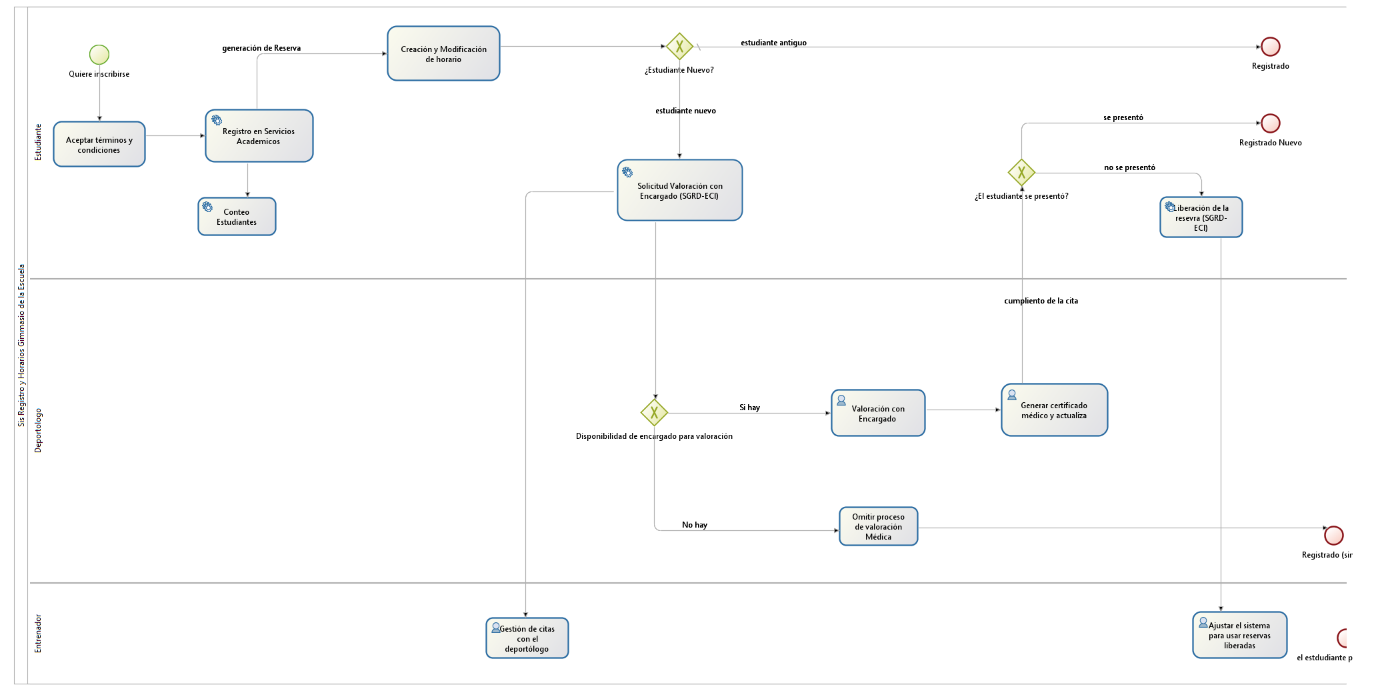 Sis Registro y Horarios Gimmasio de la Escuela
Estudiante
Quiere inscribirse
Aceptar términos y
condiciones
generación de Reserva
Registro en Servicios
Academicos
Conteo
Estudiantes
Creación y Modificación
de horario
¿Estudiante Nuevo?
estudiante antiguo
Registrado
estudiante nuevo
Solicitud Valoración con
Encargado (SGRD-ECI)
se presentó
Registrado Nuevo
¿El estudiante se presentó?
no se presentó
Liberación de la
resevra (SGRD-
ECI)
Deportologo
cumpliento de la cita
Disponibilidad de encargado para valoración
Si hay
Valoración con
Encargado
Generar certificado
médico y actualiza
No hay
Omitir proceso
de valoración
Médica
Registrado (sin
Entrenador
Gestión de citas
con el
deportólogo
Ajustar el sistema
para usar reservas
liberadas
el estdudiante p